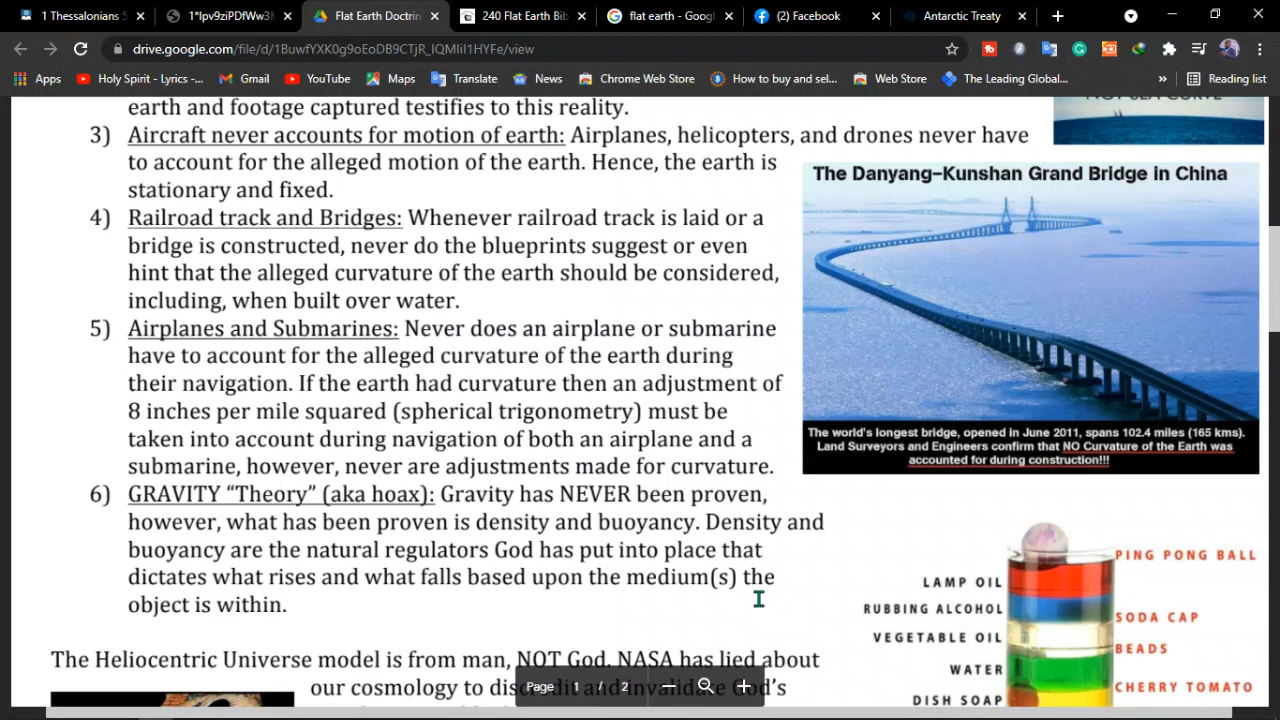 1 Thessalonians 5
1*lpv9ziPDfWw3
Flat Earth Doctrin
240 Flat Earth Bib
flat earth - Googl
(2) Facebook
Antarctic Treaty
drive.google.com/file/d/1BuwfYXK0g9oEoDB9CTjR_lQMIiI1HYFe/view
Apps
Holy Spirit - Lyrics -...
Gmail
YouTube
Maps
Translate
News
Chrome Web Store
How to buy and sel...
Web Store
The Leading Global...
»
Reading list
earth and footage captured testifies to this reality.
3) Aircraft never accounts for motion of earth: Airplanes, helicopters, and drones never have
to account for the alleged motion of the earth. Hence, the earth is
stationary and fixed.
4) Railroad track and Bridges: Whenever railroad track is laid or a
bridge is constructed, never do the blueprints suggest or even
hint that the alleged curvature of the earth should be considered,
including, when built over water.
5) Airplanes and Submarines: Never does an airplane or submarine
have to account for the alleged curvature of the earth during
their navigation. If the earth had curvature then an adjustment of
8 inches per mile squared (spherical trigonometry) must be
taken into account during navigation of both an airplane and a
submarine, however, never are adjustments made for curvature.
6) GRAVITY “Theory” (aka hoax): Gravity has NEVER been proven,
however, what has been proven is density and buoyancy. Density and
buoyancy are the natural regulators God has put into place that
dictates what rises and what falls based upon the medium(s) the
object is within.
The Heliocentric Universe model is from man, NOT God. NASA has lied about
our cosmology to discredit and invalidate God's
Page 1 / 2
The Danyang–Kunshan Grand Bridge in China
The world's longest bridge, opened in June 2011, spans 102.4 miles (165 kms).
Land Surveyors and Engineers confirm that NO Curvature of the Earth was
accounted for during construction!!!
PING PONG BALL
LAMP OIL
RUBBING ALCOHOL
SODA CAP
VEGETABLE OIL
BEADS
WATER
CHERRY TOMATO
DISH SOAP